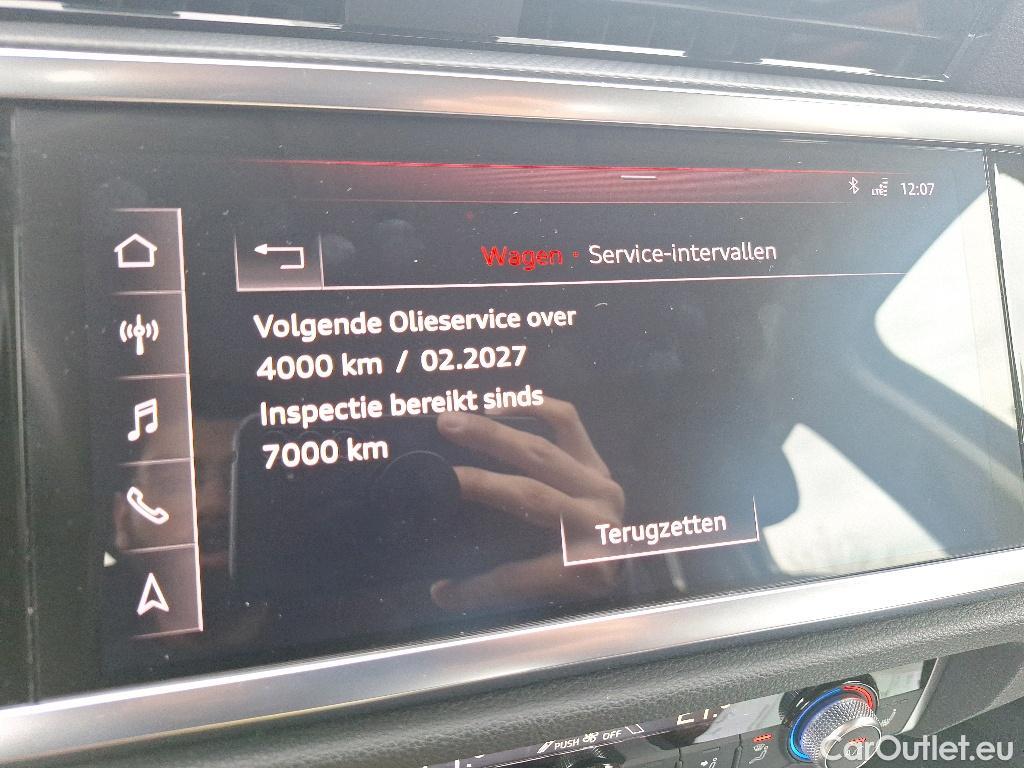 LTE 12:07
Wagen Service-intervallen
Volgende Olieservice over
4000 km / 02.2027
Inspectie bereikt sinds
7000 km
Terugzetten
PUSH OFF
CarOutlet.eu